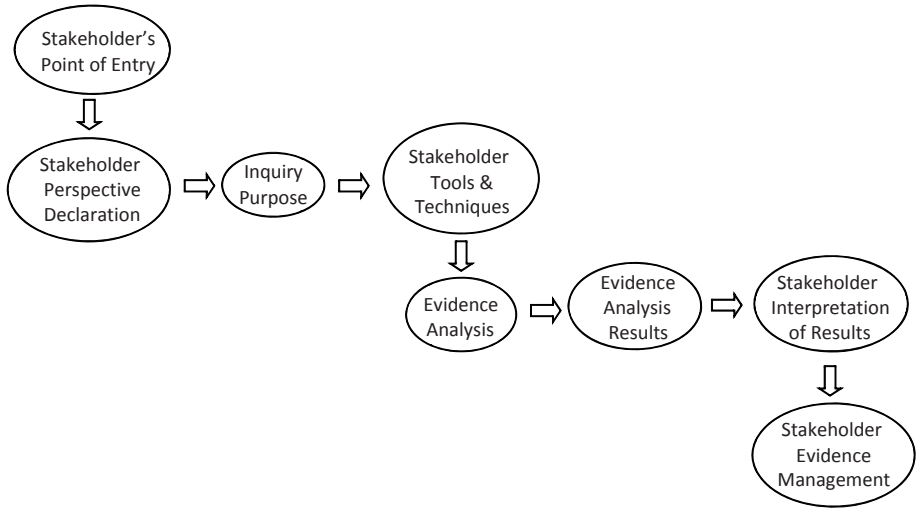 Stakeholder’s
Point of Entry
Stakeholder
Perspective
Declaration
Inquiry
Purpose
Stakeholder
Tools &
Techniques
Evidence
Analysis
Evidence
Analysis
Results
Stakeholder
Interpretation
of Results
Stakeholder
Evidence
Management